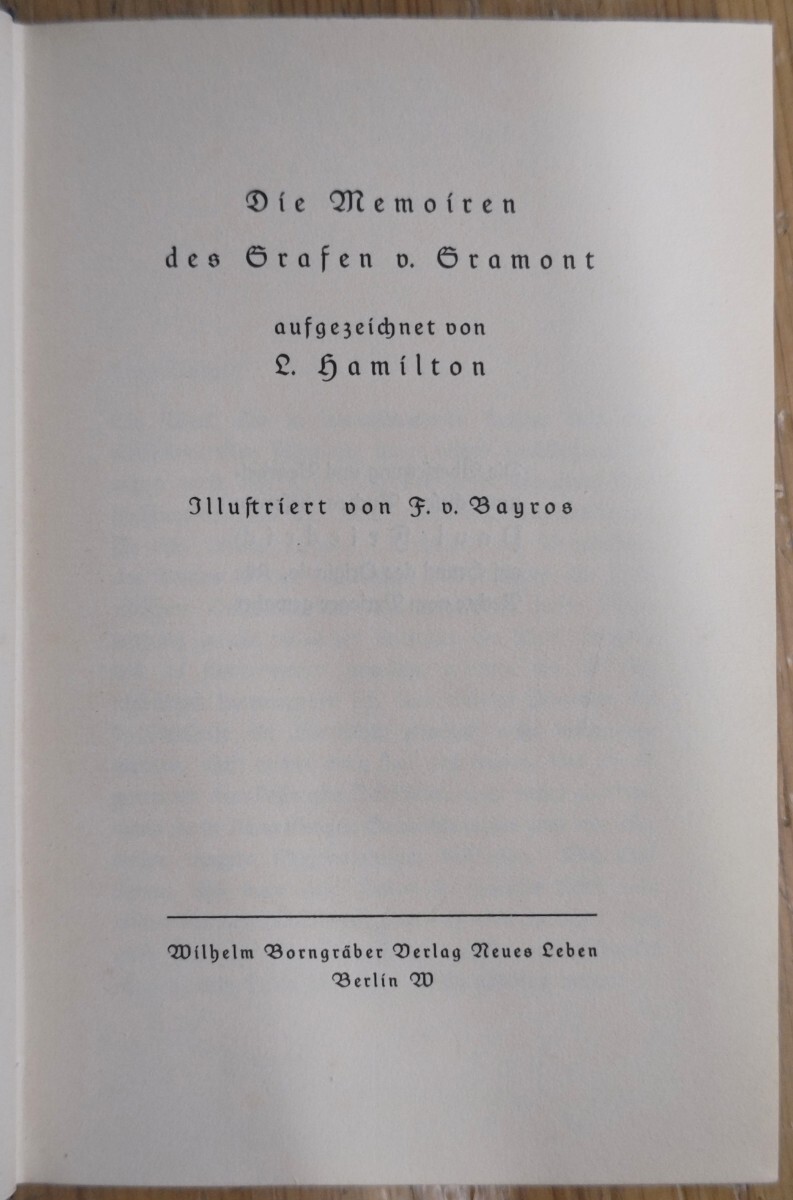 Die Memoiren
des Grafen v. Gramont
aufgezeichnet von
L. Hamilton
Illustriert von F. v. Bayros
Wilhelm Borngräber Verlag Neues Leben
Berlin W